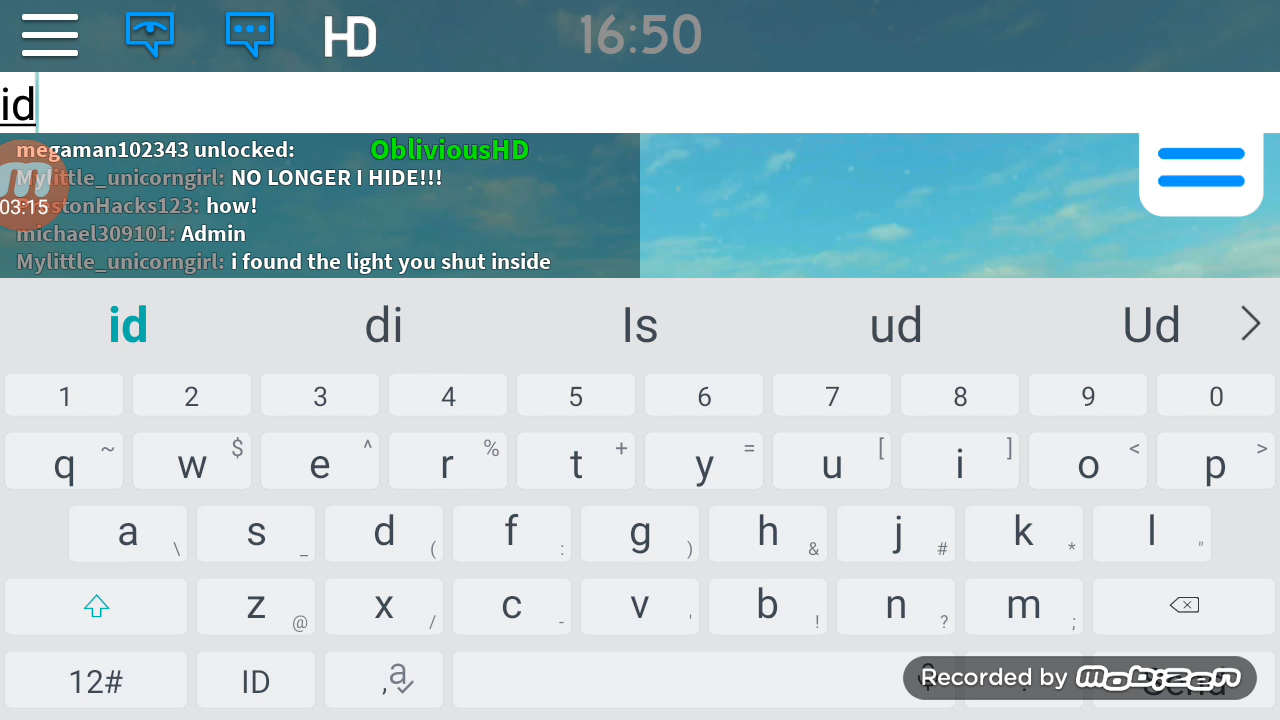 HD 16:50
id
megaman102343 unlocked: ObliviousHD
Mylittle_unicorngirl: NO LONGER I HIDE!!!
stonHacks123: how!
michael309101: Admin
Mylittle_unicorngirl: i found the light you shut inside
03:15
id di Is ud Ud
1 2 3 4 5 6 7 8 9 0
q ~ w $ e ^ r % t + y = u [ i ] o < p >
a \ s _ d ( f : g ) h & j # k * l "
z @ x / c - v ' b ! n ? m ;
12# ID , a . Send
Recorded by mobizen